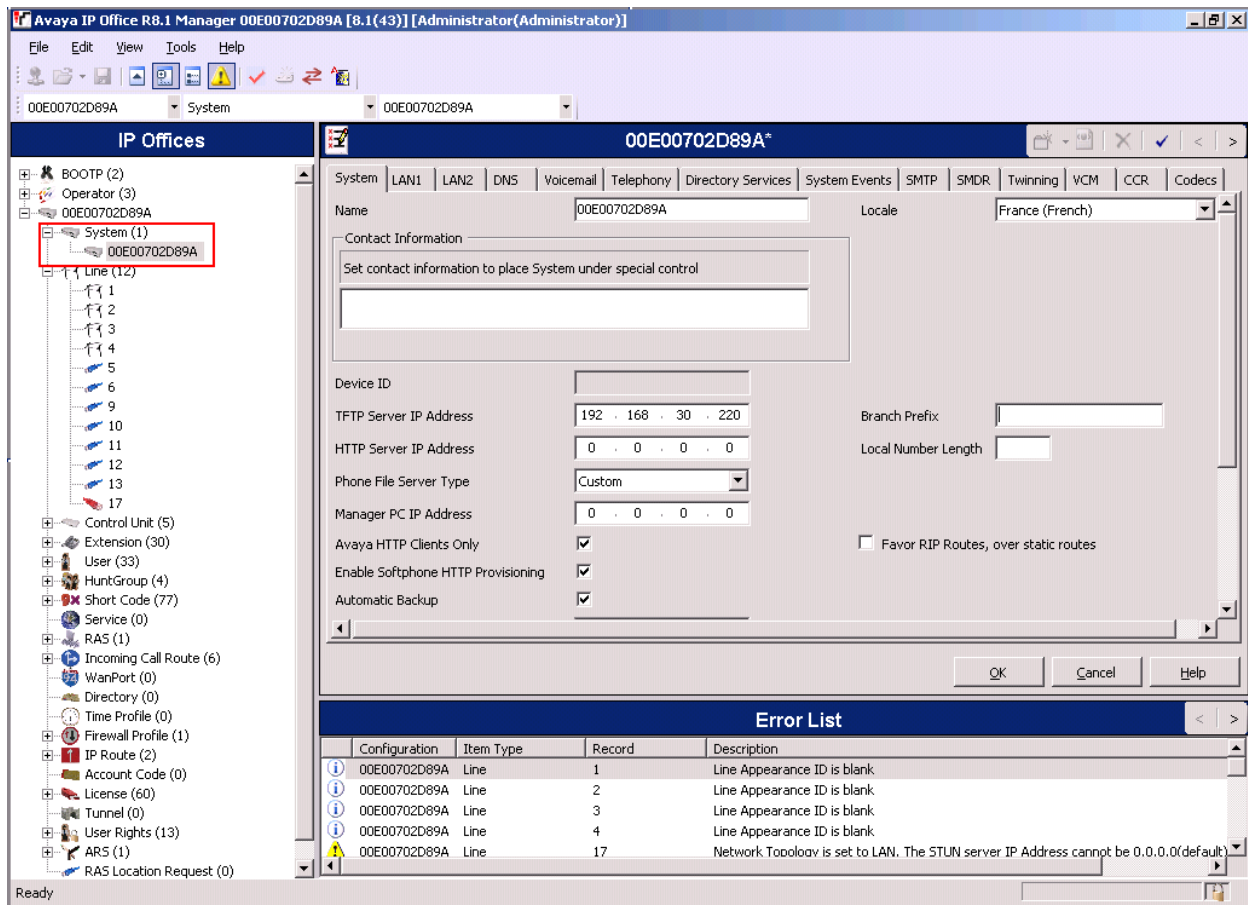 Avaya IP Office R8.1 Manager 00E00702D89A [8.1(43)] [Administrator(Administrator)]
File Edit View Tools Help
00E00702D89A System 00E00702D89A
IP Offices
BOOTP (2)
Operator (3)
00E00702D89A
System (1)
00E00702D89A
Line (12)
1
2
3
4
5
6
9
10
11
12
13
17
Control Unit (5)
Extension (30)
User (33)
HuntGroup (4)
Short Code (77)
Service (0)
RAS (1)
Incoming Call Route (6)
WanPort (0)
Directory (0)
Time Profile (0)
Firewall Profile (1)
IP Route (2)
Account Code (0)
License (60)
Tunnel (0)
User Rights (13)
ARS (1)
RAS Location Request (0)
00E00702D89A*
System LAN1 LAN2 DNS Voicemail Telephony Directory Services System Events SMTP SMDR Twinning VCM CCR Codecs
Name 00E00702D89A Locale France (French)
Contact Information
Set contact information to place System under special control
Device ID
TFTP Server IP Address 192 . 168 . 30 . 220 Branch Prefix
HTTP Server IP Address 0 . 0 . 0 . 0 Local Number Length
Phone File Server Type Custom
Manager PC IP Address 0 . 0 . 0 . 0
Avaya HTTP Clients Only Favor RIP Routes, over static routes
Enable Softphone HTTP Provisioning
Automatic Backup
OK Cancel Help
Error List
Configuration Item Type Record Description
00E00702D89A Line 1 Line Appearance ID is blank
00E00702D89A Line 2 Line Appearance ID is blank
00E00702D89A Line 3 Line Appearance ID is blank
00E00702D89A Line 4 Line Appearance ID is blank
00E00702D89A Line 17 Network Topology is set to LAN. The STUN server IP Address cannot be 0.0.0.0(default)
Ready